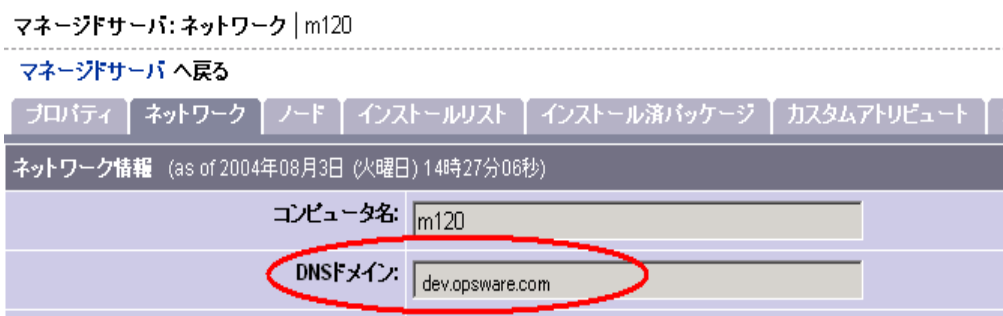 マネージドサーバ: ネットワーク | m120
マネージドサーバ へ戻る
プロパティ ネットワーク ノード インストールリスト インストール済パッケージ カスタムアトリビュート
ネットワーク情報 (as of 2004年08月3日 (火曜日) 14時27分06秒)
コンピュータ名: m120
DNSドメイン: dev.opsware.com